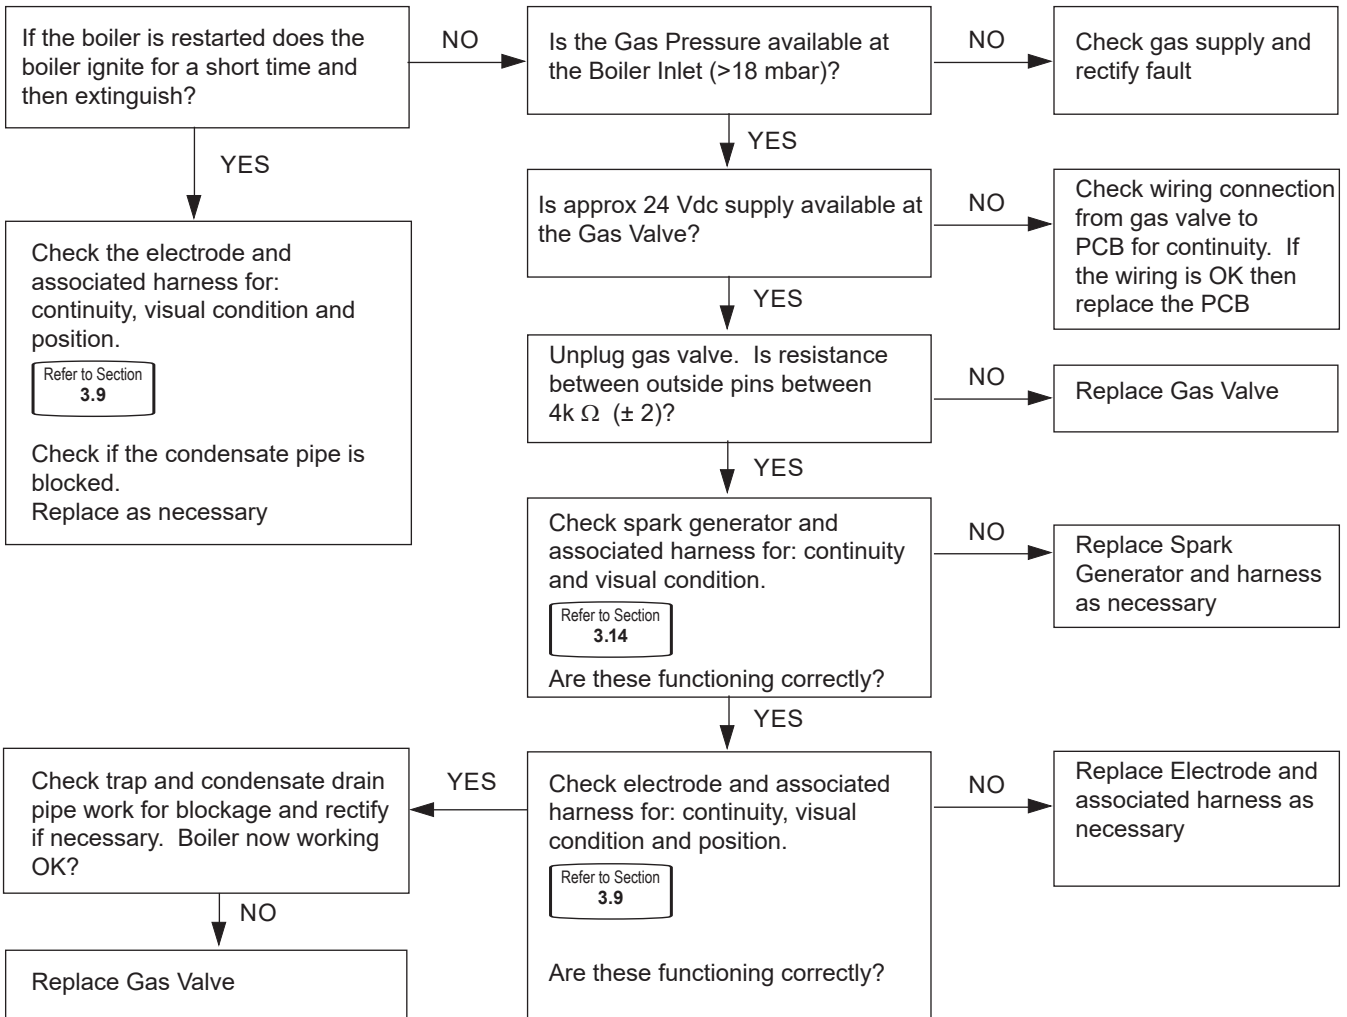 If the boiler is restarted does the
boiler ignite for a short time and
then extinguish?
NO
Is the Gas Pressure available at
the Boiler Inlet (>18 mbar)?
NO
Check gas supply and
rectify fault
YES
YES
Check the electrode and
associated harness for:
continuity, visual condition and
position.
Refer to Section
3.9
Check if the condensate pipe is
blocked.
Replace as necessary
Is approx 24 Vdc supply available at
the Gas Valve?
NO
Check wiring connection
from gas valve to
PCB for continuity.  If
the wiring is OK then
replace the PCB
YES
Unplug gas valve.  Is resistance
between outside pins between
4k Ω  (± 2)?
NO
Replace Gas Valve
YES
Check spark generator and
associated harness for: continuity
and visual condition.
Refer to Section
3.14
Are these functioning correctly?
NO
Replace Spark
Generator and harness
as necessary
YES
Check electrode and associated
harness for: continuity, visual
condition and position.
Refer to Section
3.9
Are these functioning correctly?
NO
Replace Electrode and
associated harness as
necessary
YES
Check trap and condensate drain
pipe work for blockage and rectify
if necessary.  Boiler now working
OK?
NO
Replace Gas Valve